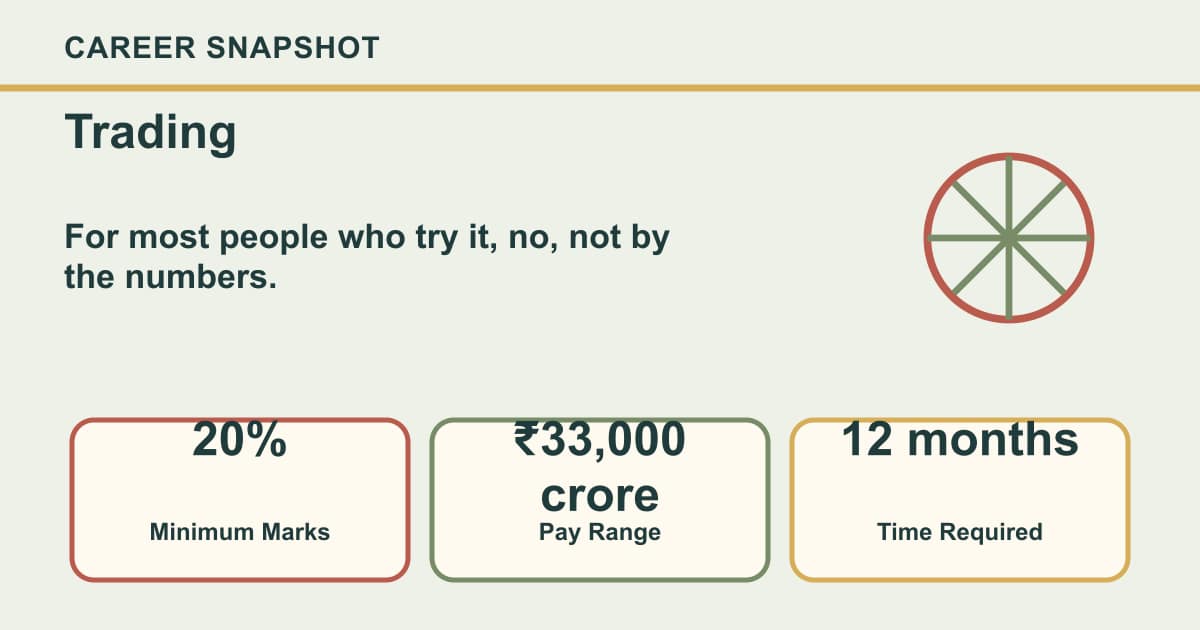 CAREER SNAPSHOT
Trading
For most people who try it, no, not by
the numbers.
20%
Minimum Marks
₹33,000
crore
Pay Range
12 months
Time Required